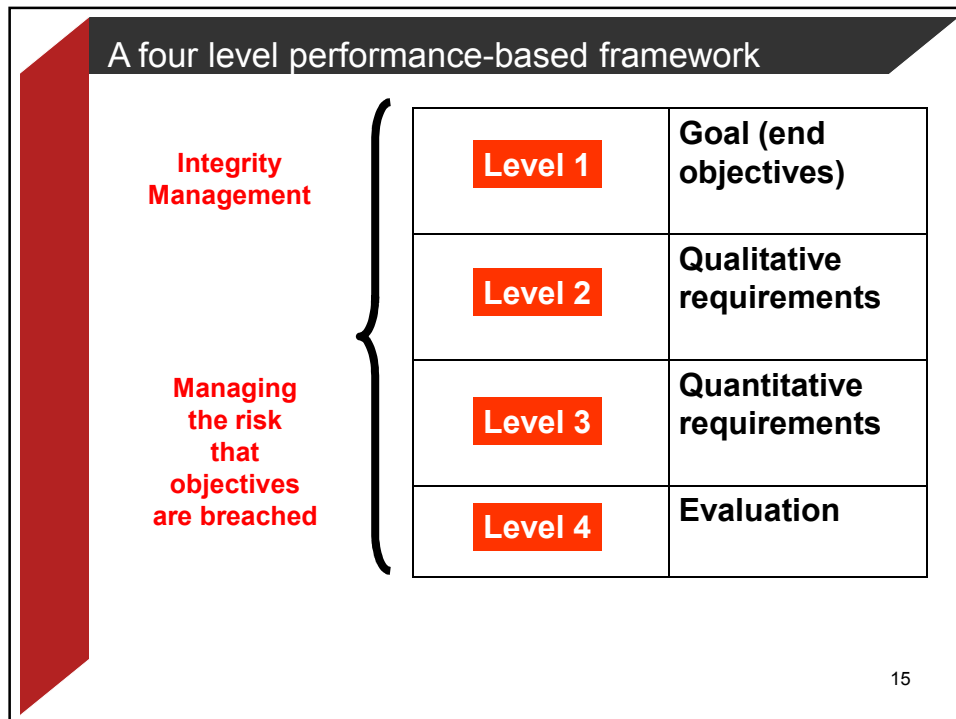 A four level performance-based framework
Integrity
Management
Managing
the risk
that
objectives
are breached
Level 1
Goal (end
objectives)
Level 2
Qualitative
requirements
Level 3
Quantitative
requirements
Level 4
Evaluation
15